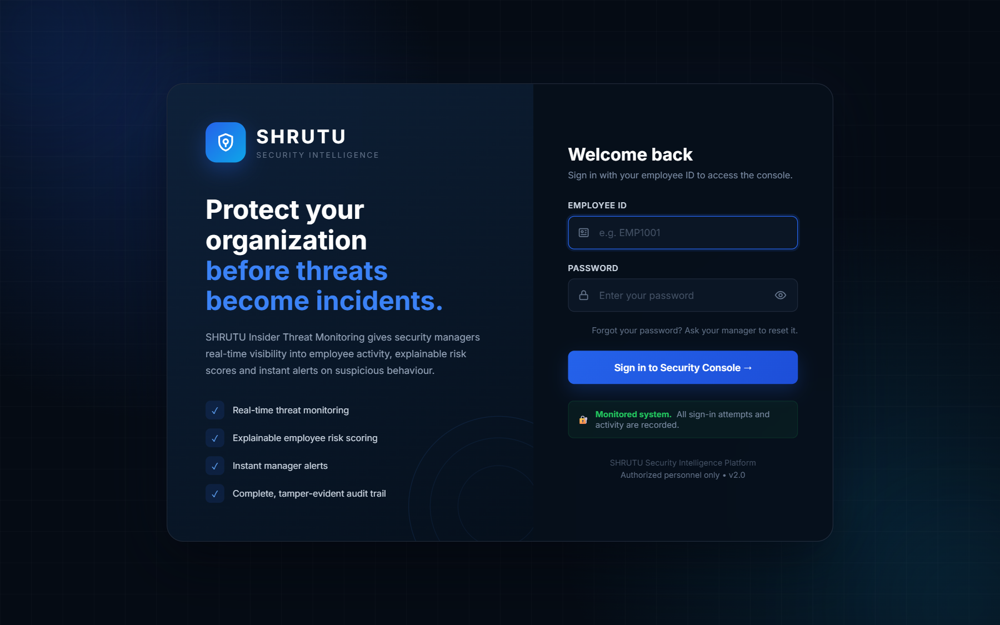 SHRUTU
SECURITY INTELLIGENCE
Protect your
organization
before threats
become incidents.
SHRUTU Insider Threat Monitoring gives security managers
real-time visibility into employee activity, explainable risk
scores and instant alerts on suspicious behaviour.
✓ Real-time threat monitoring
✓ Explainable employee risk scoring
✓ Instant manager alerts
✓ Complete, tamper-evident audit trail
Welcome back
Sign in with your employee ID to access the console.
EMPLOYEE ID
e.g. EMP1001
PASSWORD
Enter your password
Forgot your password? Ask your manager to reset it.
Sign in to Security Console →
Monitored system. All sign-in attempts and
activity are recorded.
SHRUTU Security Intelligence Platform
Authorized personnel only • v2.0